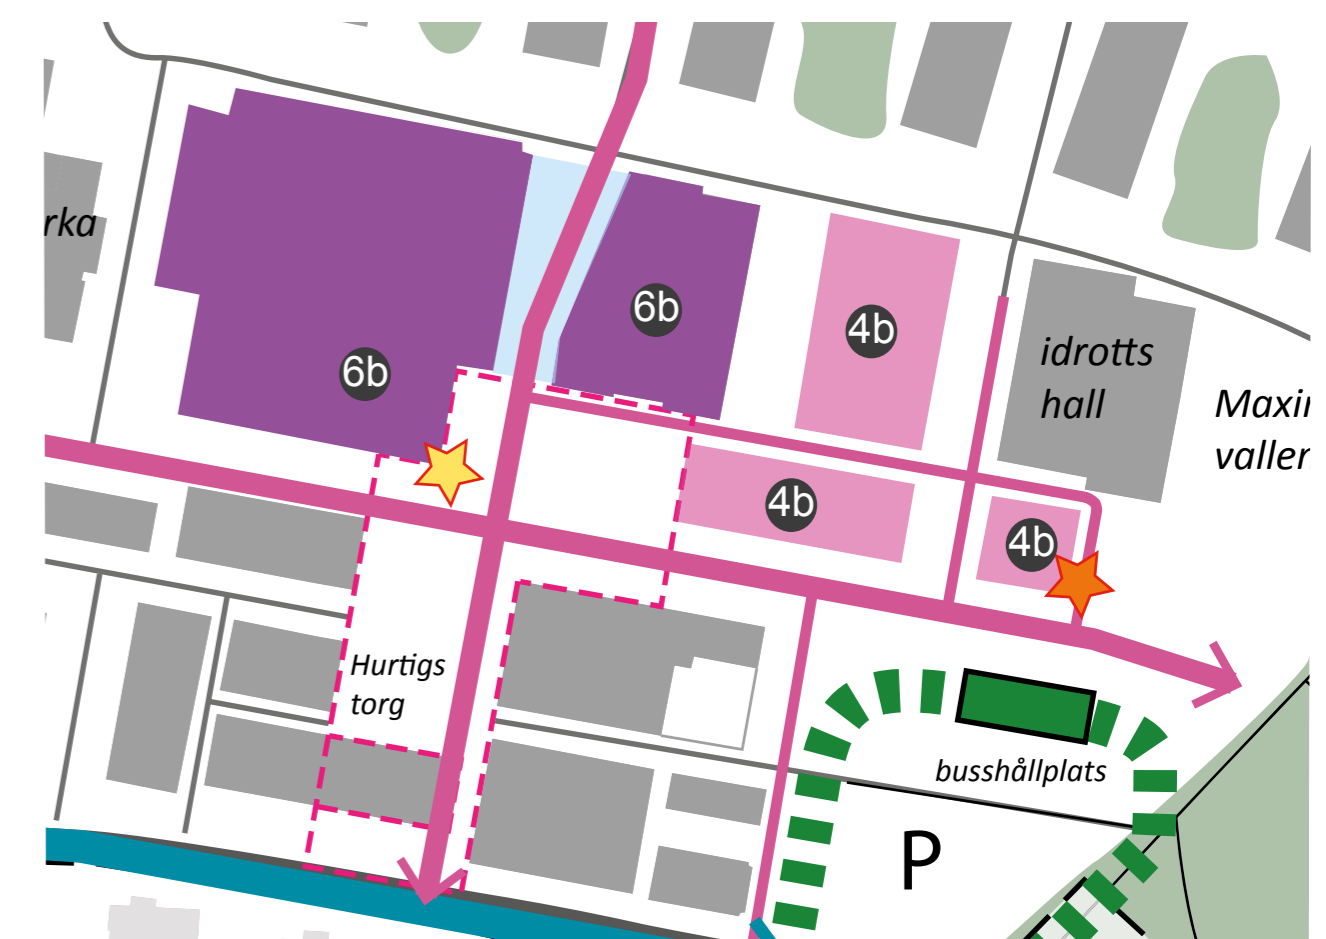 rka
6b
4b
idrotts
hall
6b
Maxi
valle
4b
4b
Hurtigs
torg
busshållplats
P